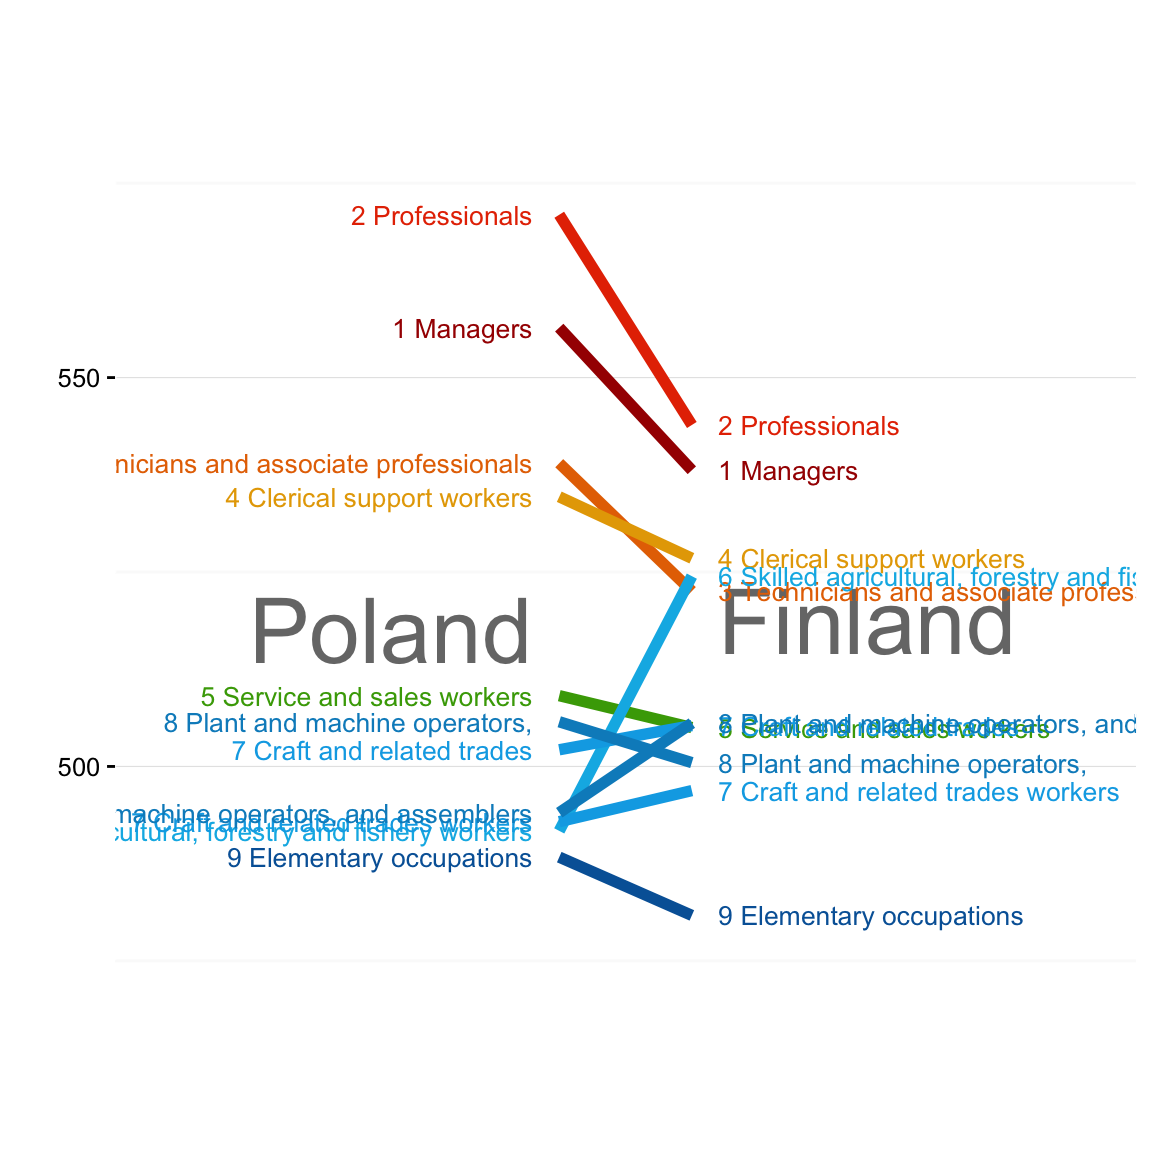 2 Professionals
1 Managers
550
2 Professionals
nicians and associate professionals
1 Managers
4 Clerical support workers
4 Clerical support workers
6 Skilled agricultural, forestry and fis
3 Technicians and associate profess
Poland
Finland
5 Service and sales workers
8 Plant and machine operators,
8 Plant and machine operators, and
5 Service and sales workers
7 Craft and related trades
500
8 Plant and machine operators,
7 Craft and related trades workers
machine operators, and assemblers
7 Craft and related trades workers
cultural, forestry and fishery workers
9 Elementary occupations
9 Elementary occupations